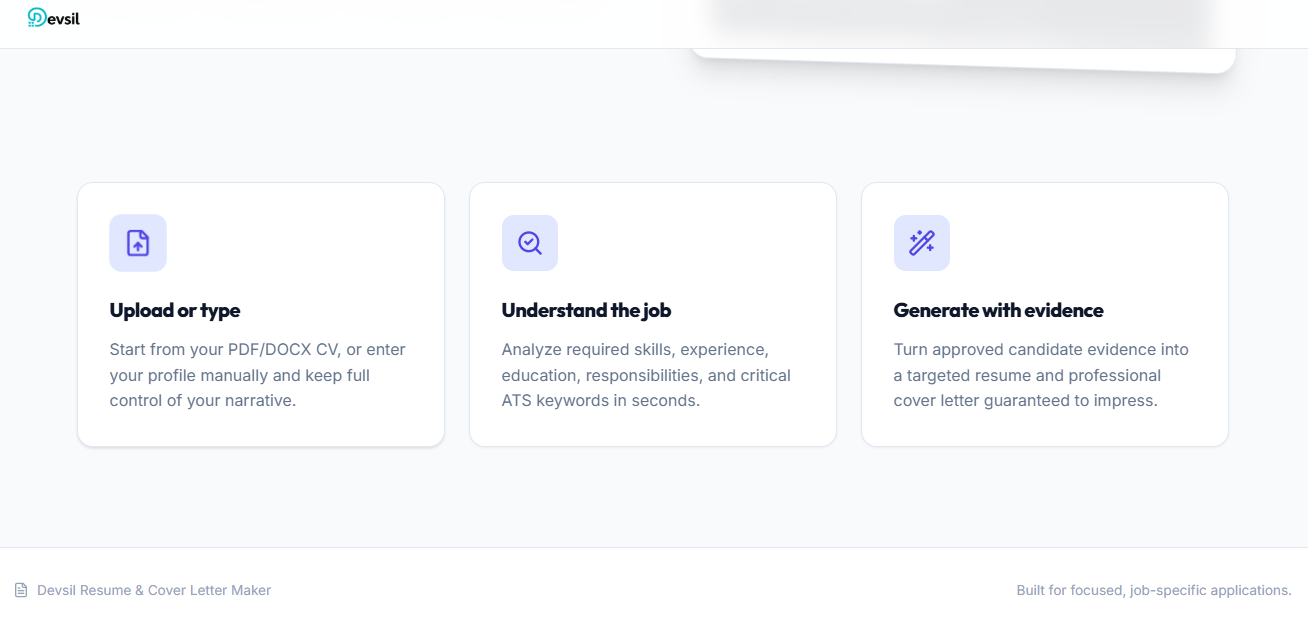 Devsil
Upload or type
Start from your PDF/DOCX CV, or enter
your profile manually and keep full
control of your narrative.
Understand the job
Analyze required skills, experience,
education, responsibilities, and critical
ATS keywords in seconds.
Generate with evidence
Turn approved candidate evidence into
a targeted resume and professional
cover letter guaranteed to impress.
Devsil Resume & Cover Letter Maker
Built for focused, job-specific applications.